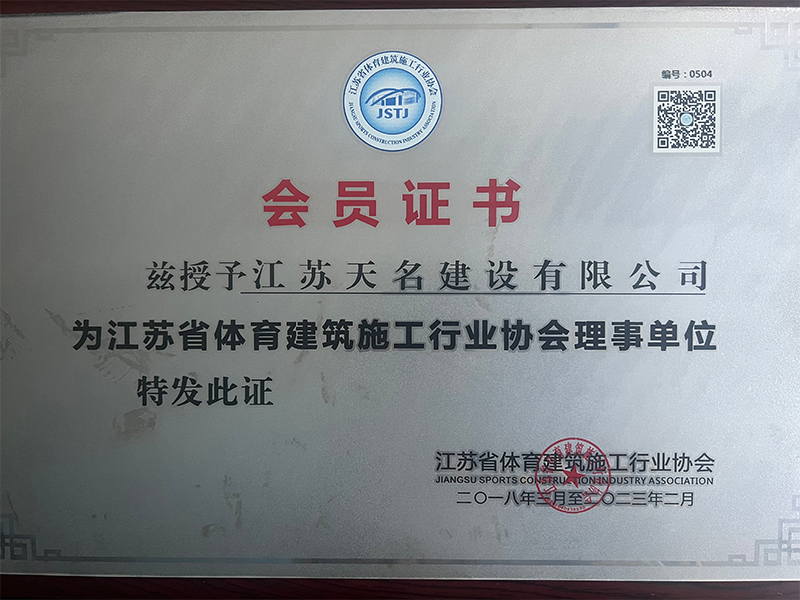 江苏省体育建筑施工行业协会
JSTJ
JIANGSU SPORTS CONSTRUCTION INDUSTRY ASSOCIATION
编号:0504
会员证书
兹授予江苏天名建设有限公司
为江苏省体育建筑施工行业协会理事单位
特发此证
江苏省体育建筑施工行业协会
JIANGSU SPORTS CONSTRUCTION INDUSTRY ASSOCIATION
二〇一八年三月至二〇二三年二月